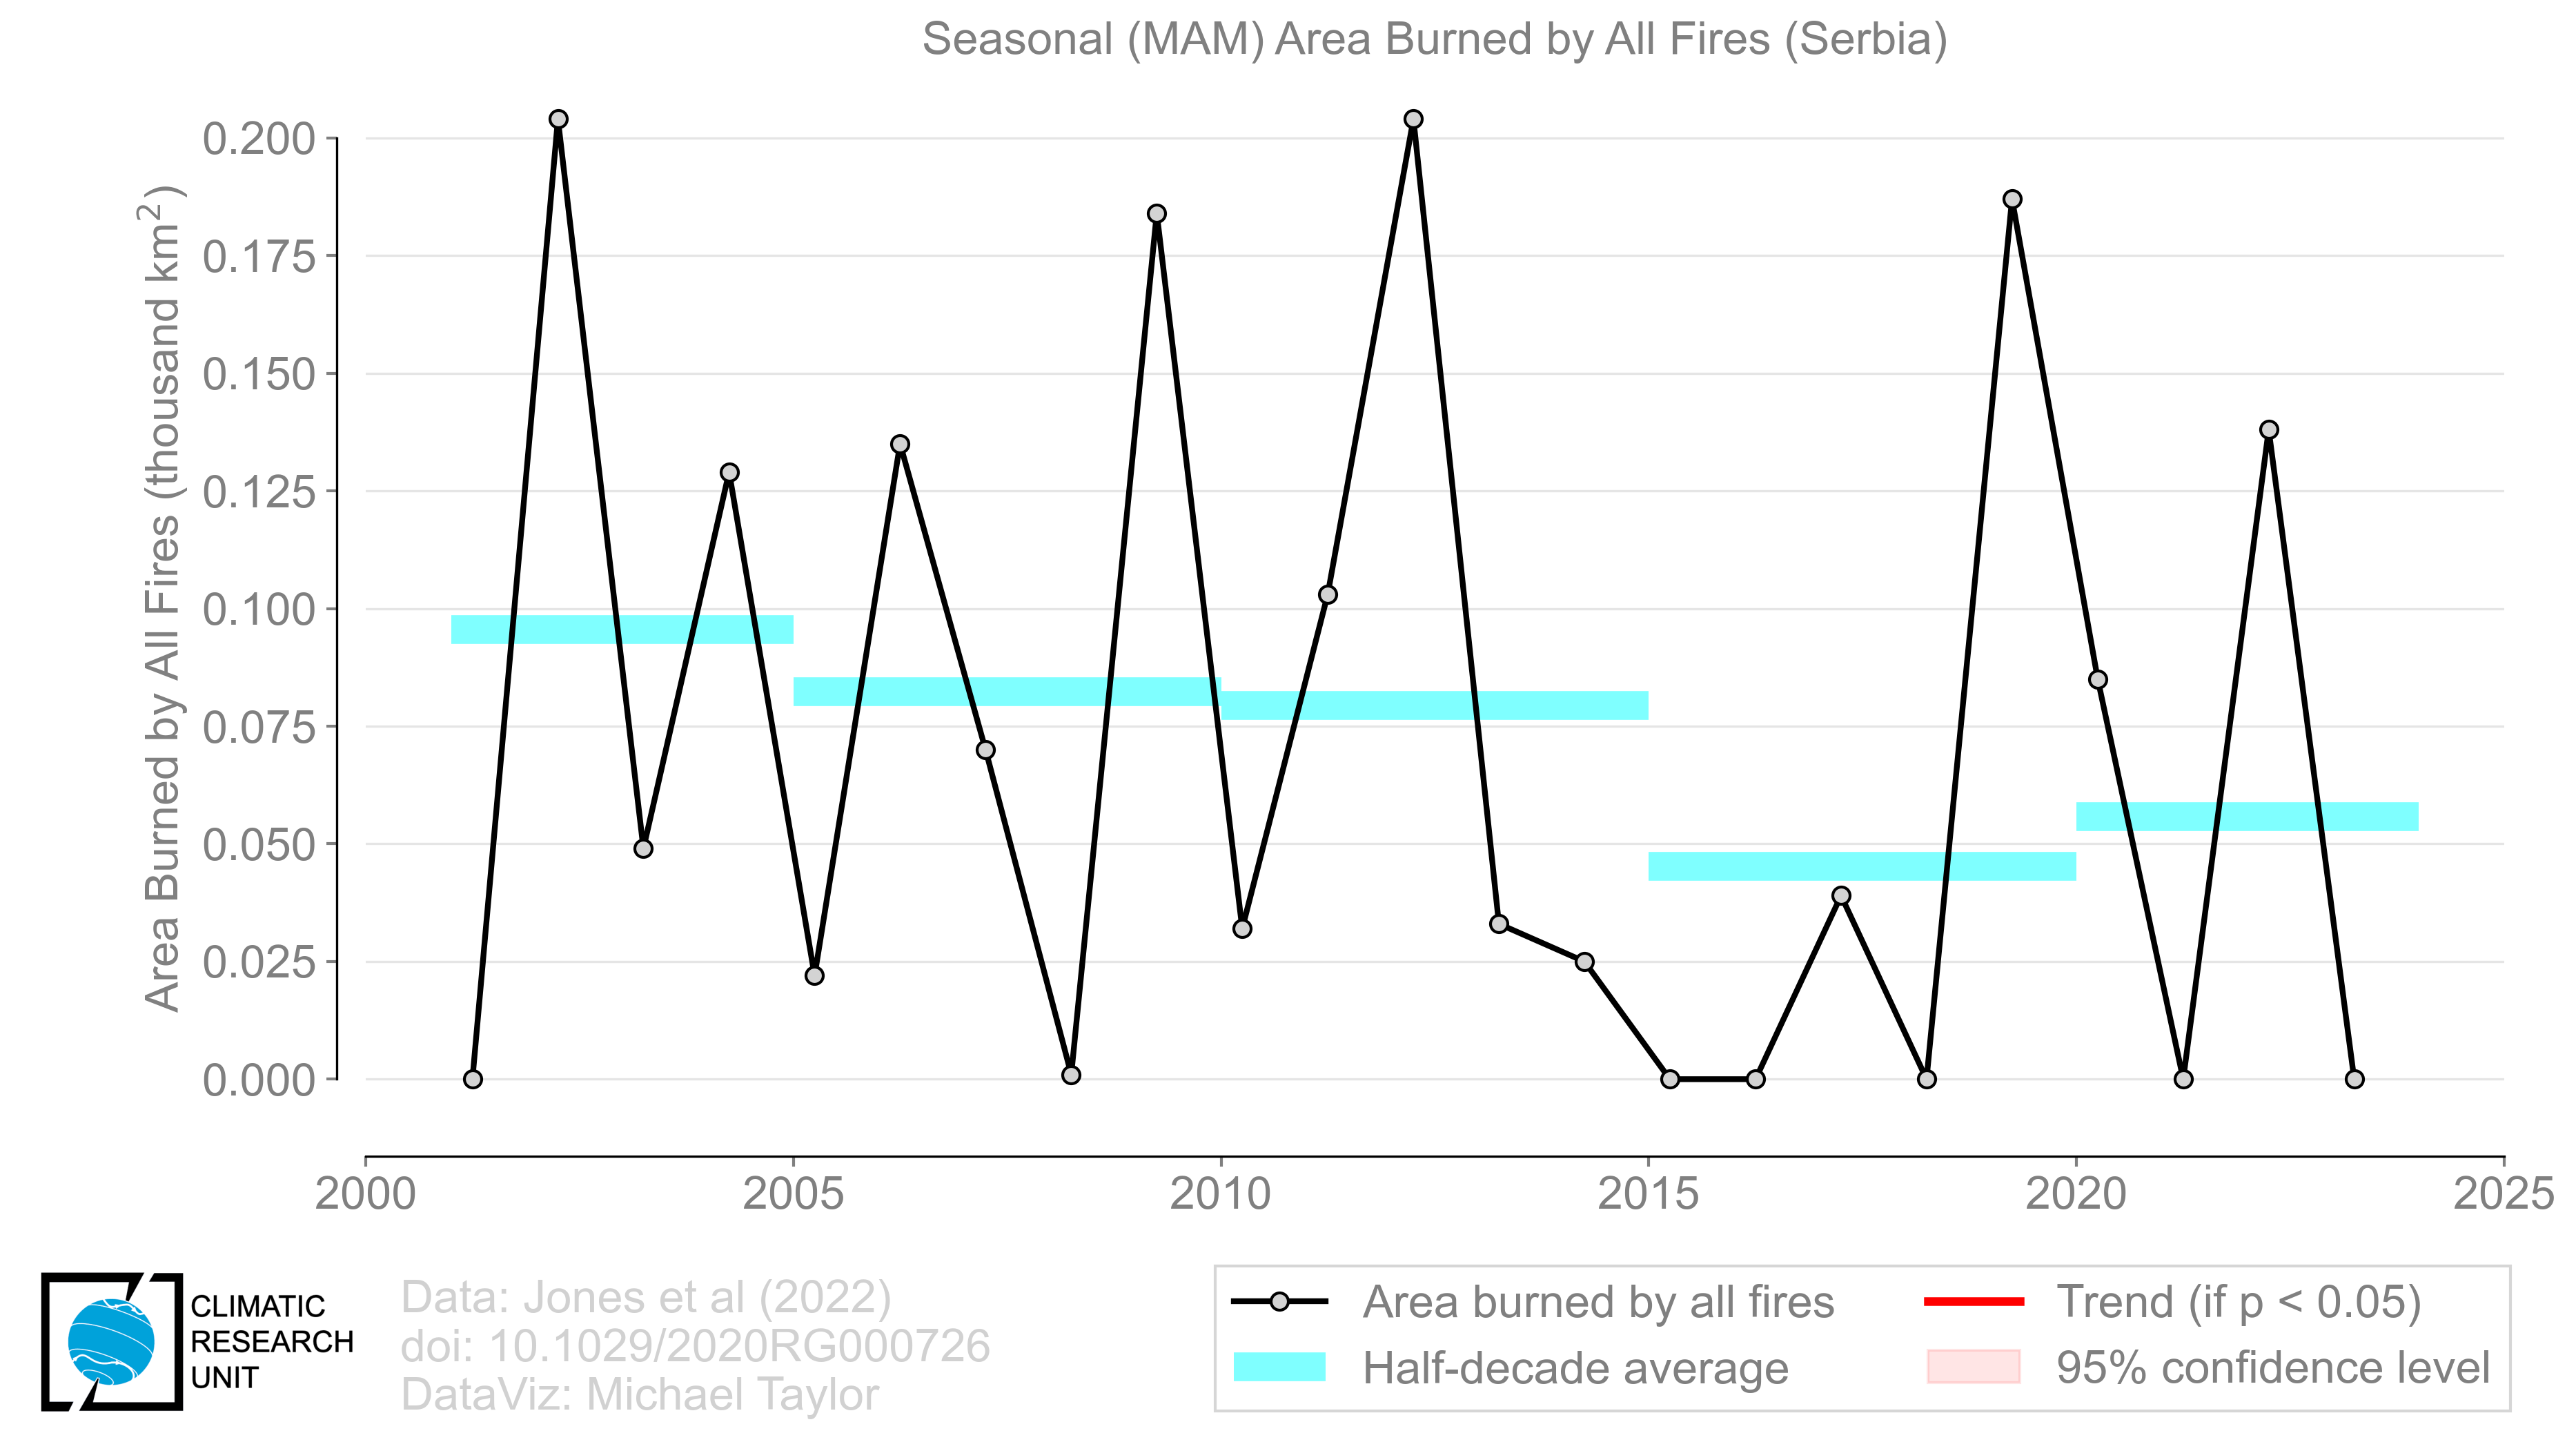 Seasonal (MAM) Area Burned by All Fires (Serbia)
Area Burned by All Fires (thousand km²)
0.200
0.175
0.150
0.125
0.100
0.075
0.050
0.025
0.000
2000 2005 2010 2015 2020 2025
CLIMATIC
RESEARCH
UNIT
Data: Jones et al (2022)
doi: 10.1029/2020RG000726
DataViz: Michael Taylor
Area burned by all fires
Half-decade average
Trend (if p < 0.05)
95% confidence level